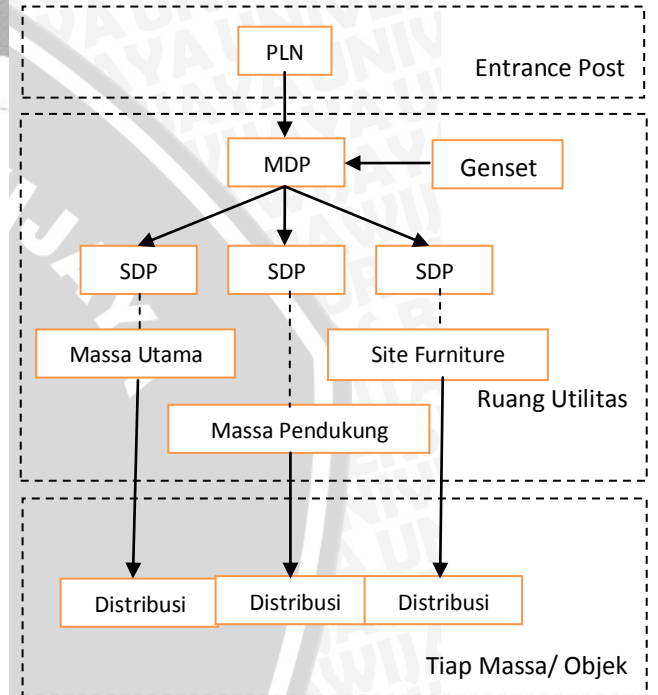 PLN
Entrance Post
MDP
Genset
SDP
SDP
SDP
Massa Utama
Site Furniture
Ruang Utilitas
Massa Pendukung
Distribusi
Distribusi
Distribusi
Tiap Massa/ Objek